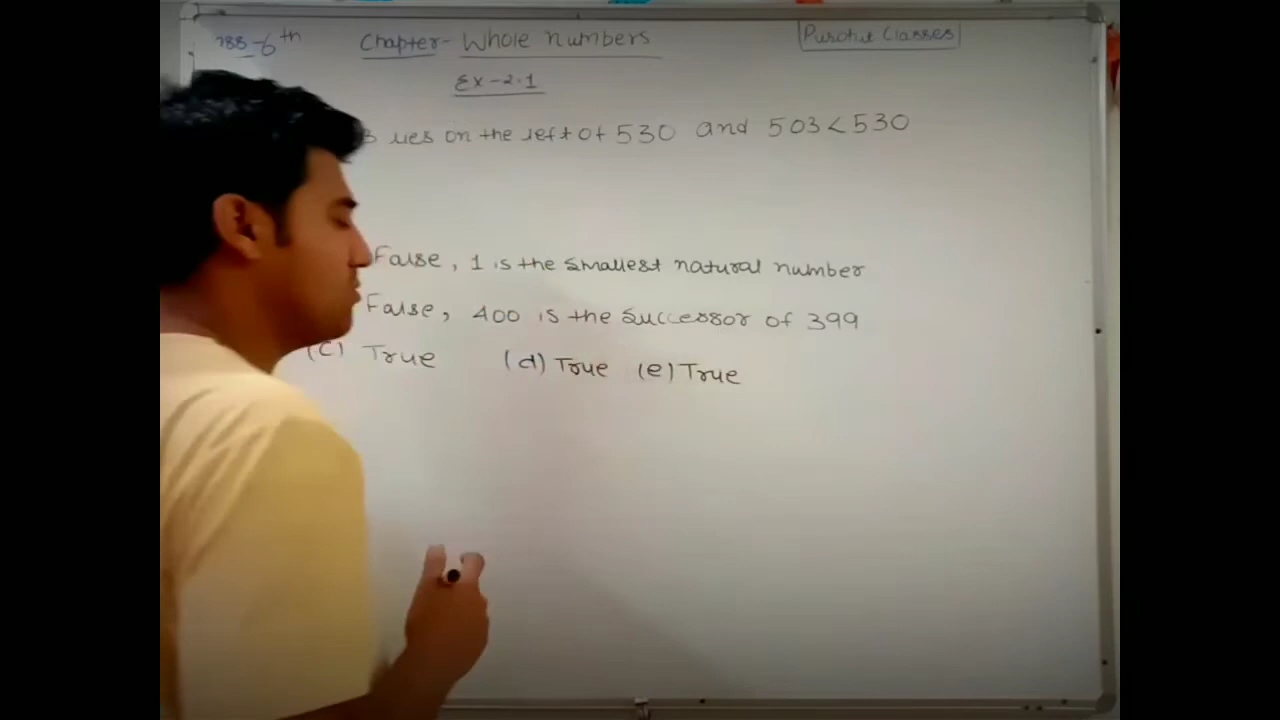 6th Chapter- Whole numbers Purohit Classes
Ex-2.1
lies on the left of 530 and 503<530
False, 1 is the smallest natural number
False, 400 is the successor of 399
(c) True (d) True (e) True